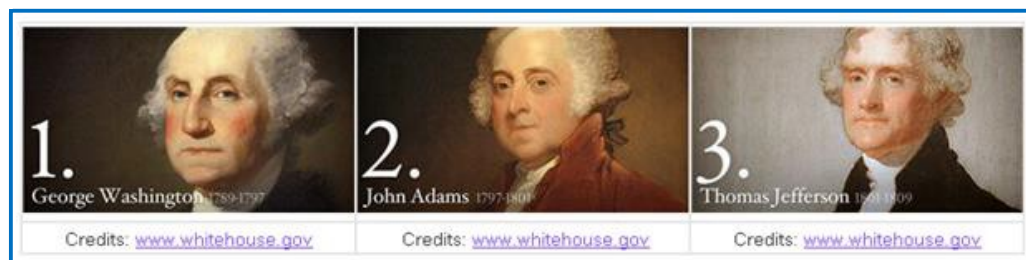 1.
George Washington 1789-1797
Credits: www.whitehouse.gov
2.
John Adams 1797-1801
Credits: www.whitehouse.gov
3.
Thomas Jefferson 1801-1809
Credits: www.whitehouse.gov